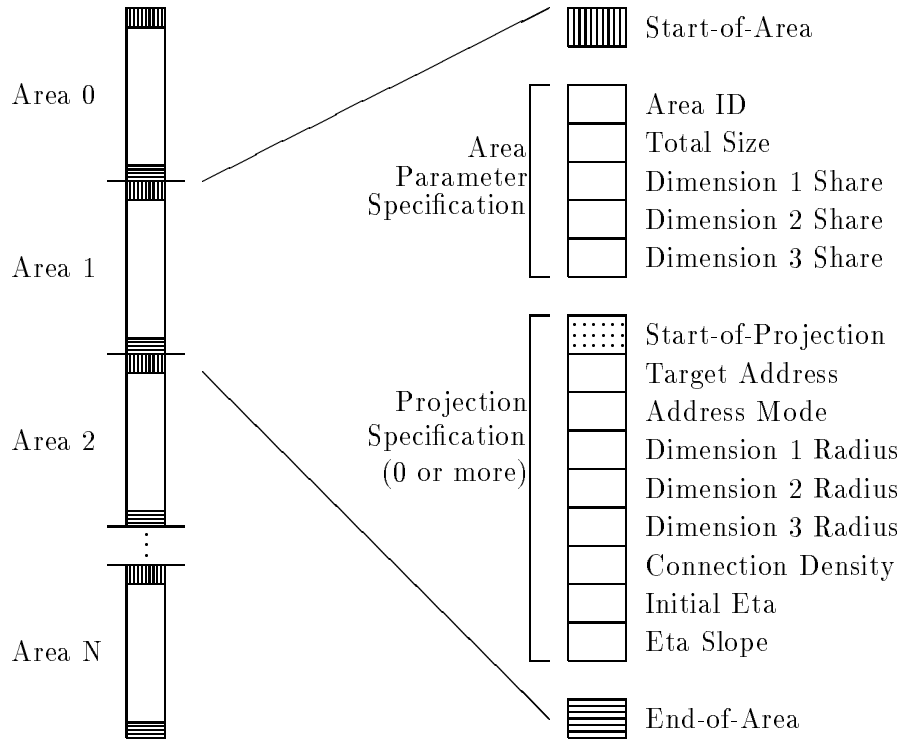 Area 0
Area 1
Area 2
Area N
Start-of-Area
Area
Parameter
Specification
Area ID
Total Size
Dimension 1 Share
Dimension 2 Share
Dimension 3 Share
Projection
Specification
(0 or more)
Start-of-Projection
Target Address
Address Mode
Dimension 1 Radius
Dimension 2 Radius
Dimension 3 Radius
Connection Density
Initial Eta
Eta Slope
End-of-Area